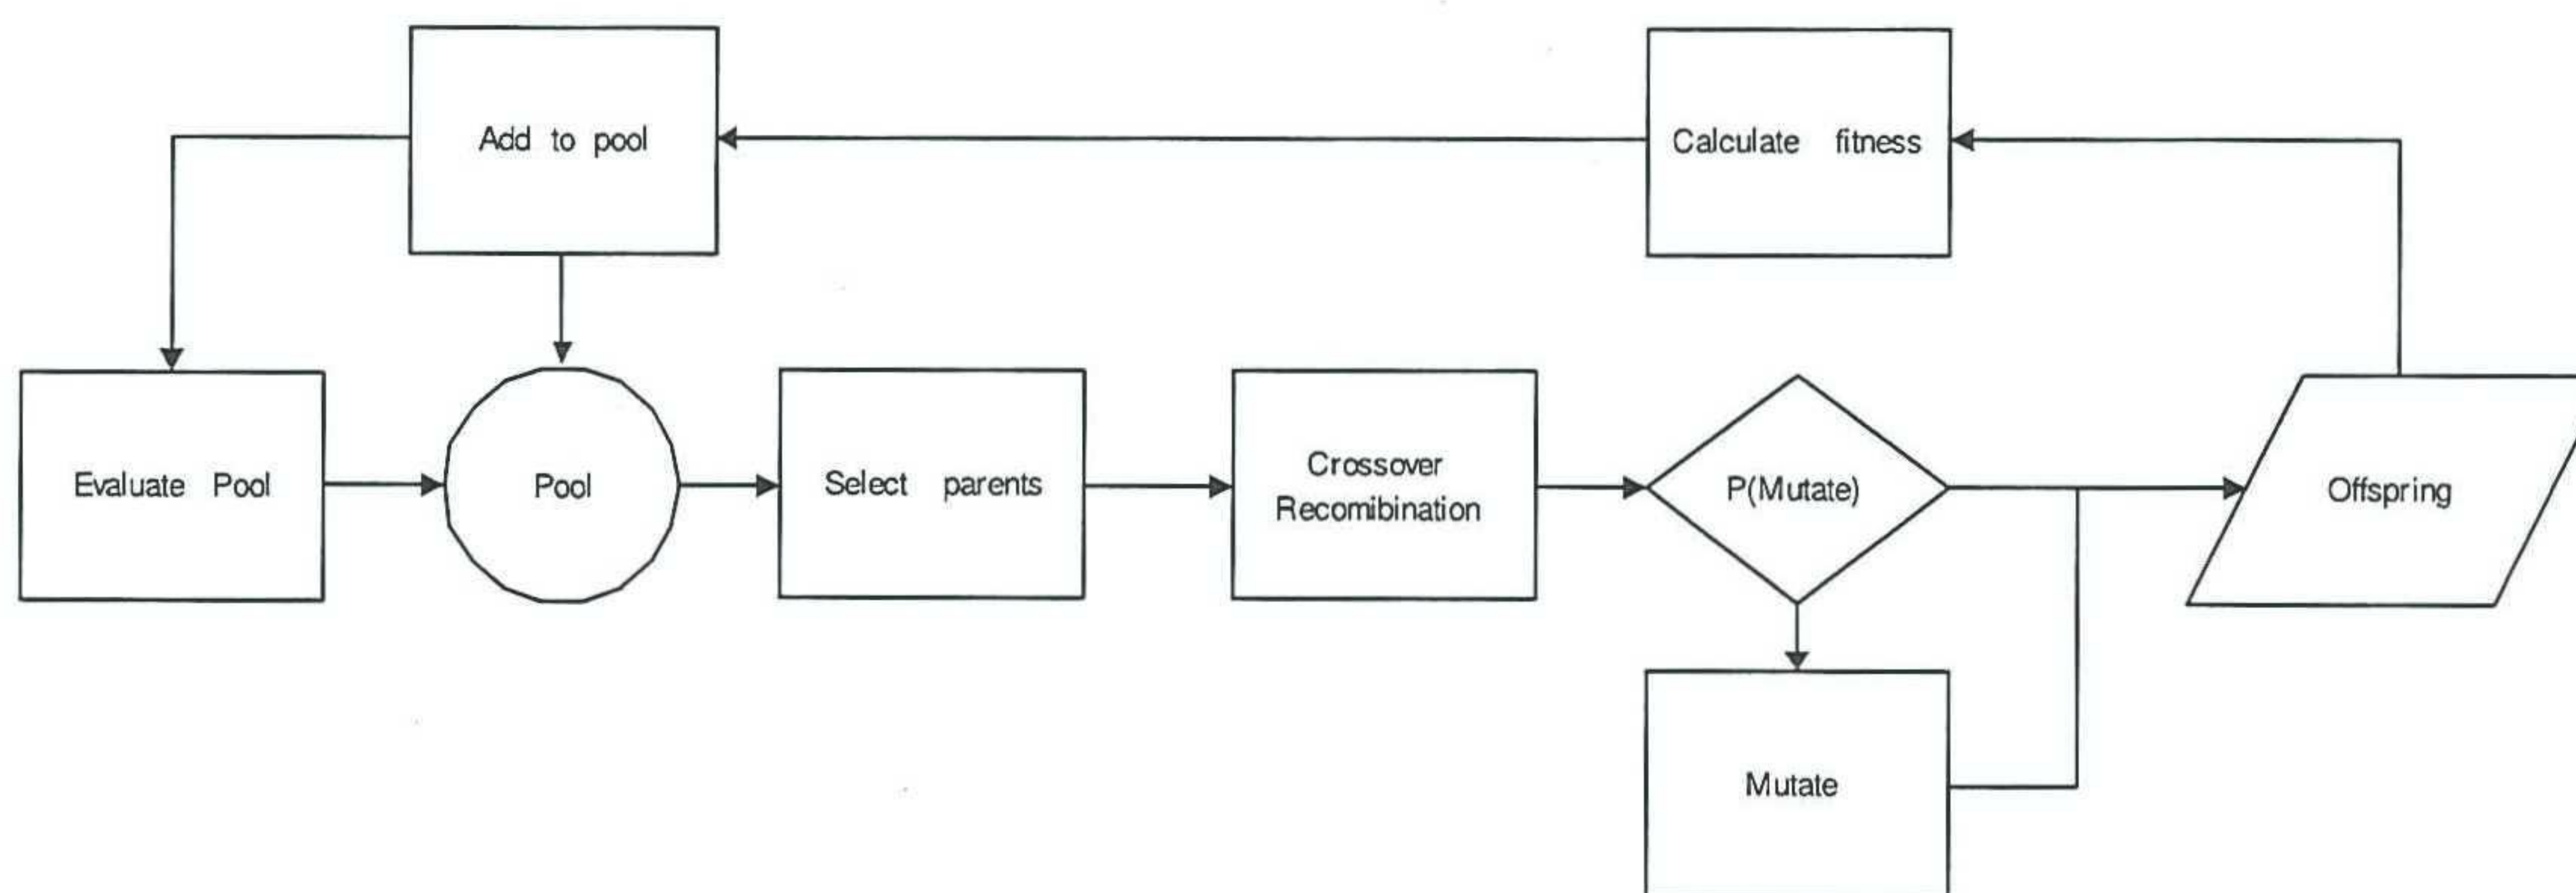 Add to pool
Calculate fitness
Evaluate Pool
Pool
Select parents
Crossover
Recomibination
P(Mutate)
Offspring
Mutate